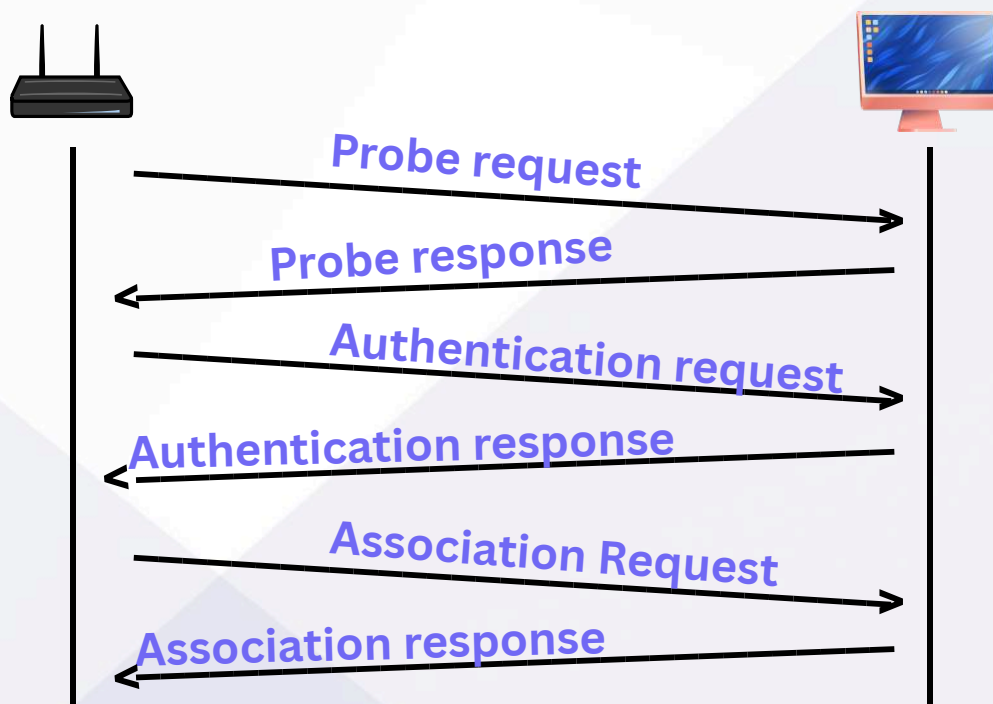 Probe request
Probe response
Authentication request
Authentication response
Association Request
Association response